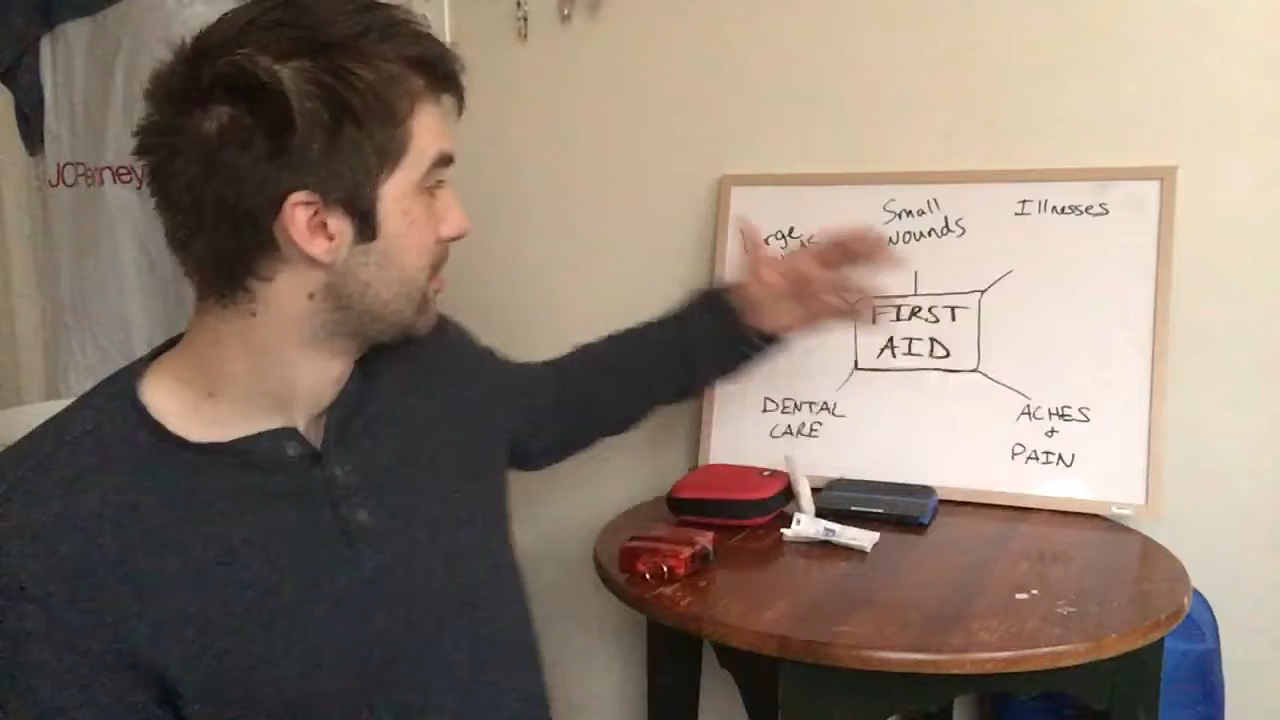 JCPenney
Small
wounds
Illnesses
FIRST
AID
DENTAL
CARE
ACHES
+
PAIN